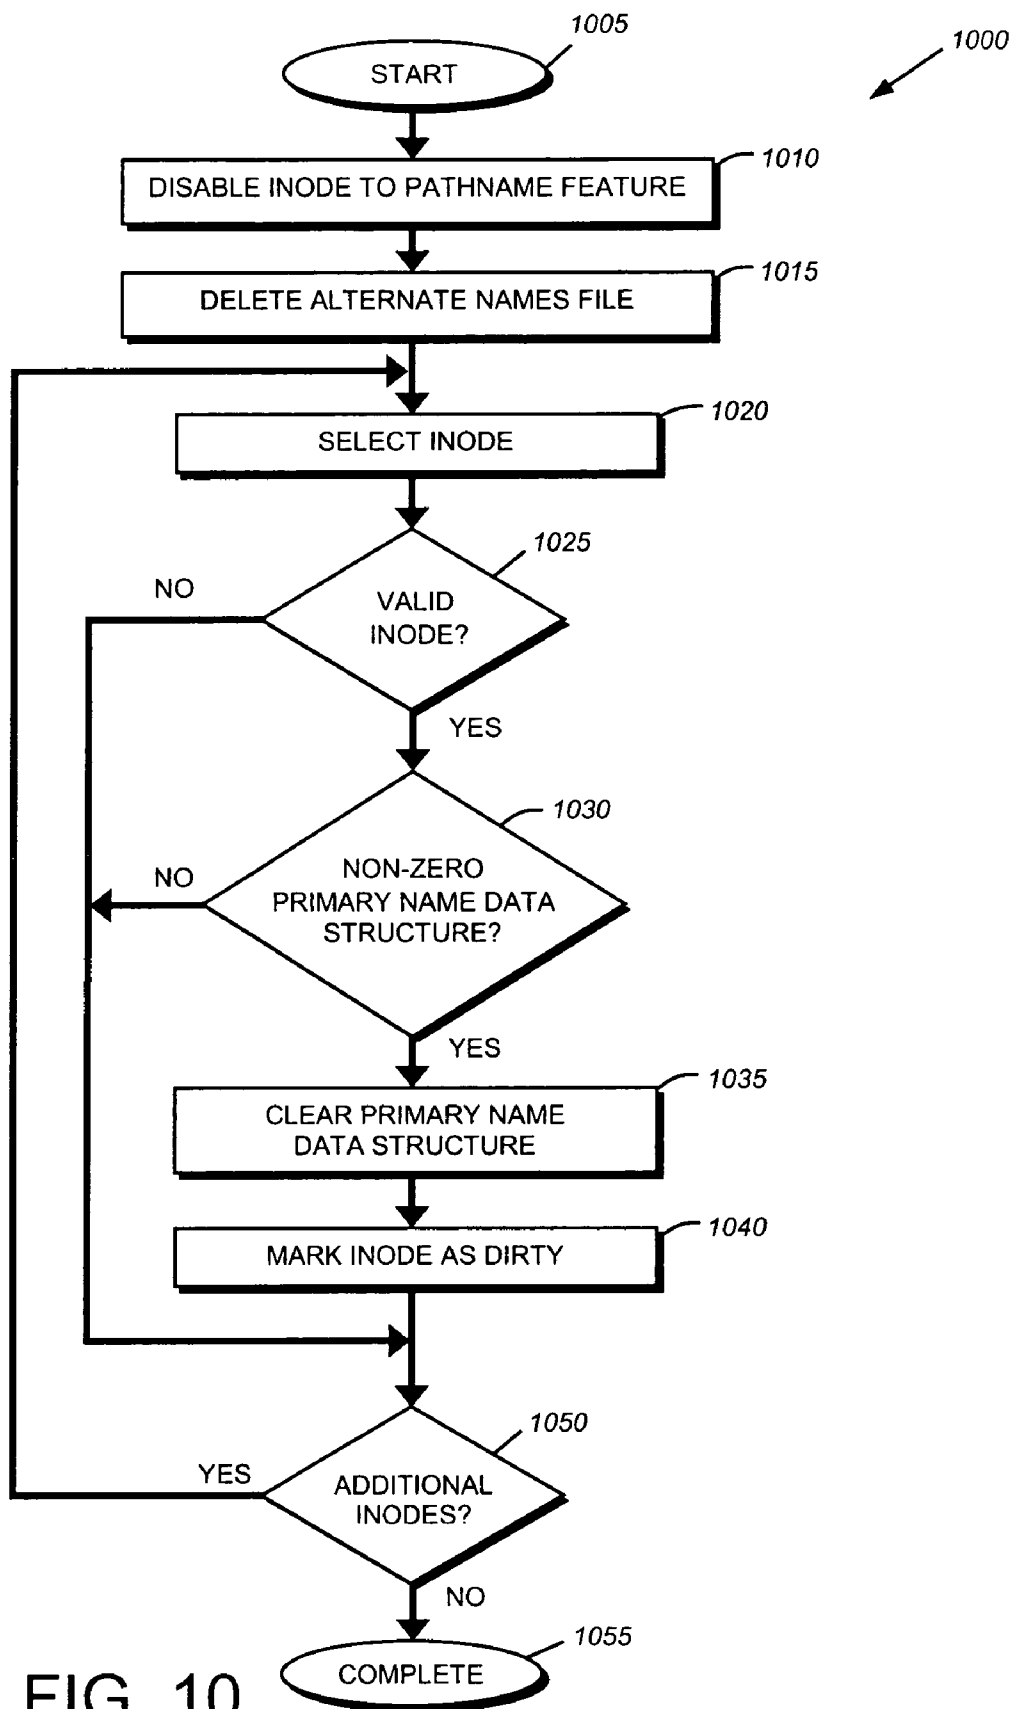 1005
1000
START
1010
DISABLE INODE TO PATHNAME FEATURE
1015
DELETE ALTERNATE NAMES FILE
1020
SELECT INODE
1025
NO
VALID
INODE?
YES
1030
NON-ZERO
NO
PRIMARY NAME DATA
STRUCTURE?
YES
1035
CLEAR PRIMARY NAME
DATA STRUCTURE
1040
MARK INODE AS DIRTY
1050
YES
ADDITIONAL
INODES?
NO
1055
COMPLETE
FIG. 10